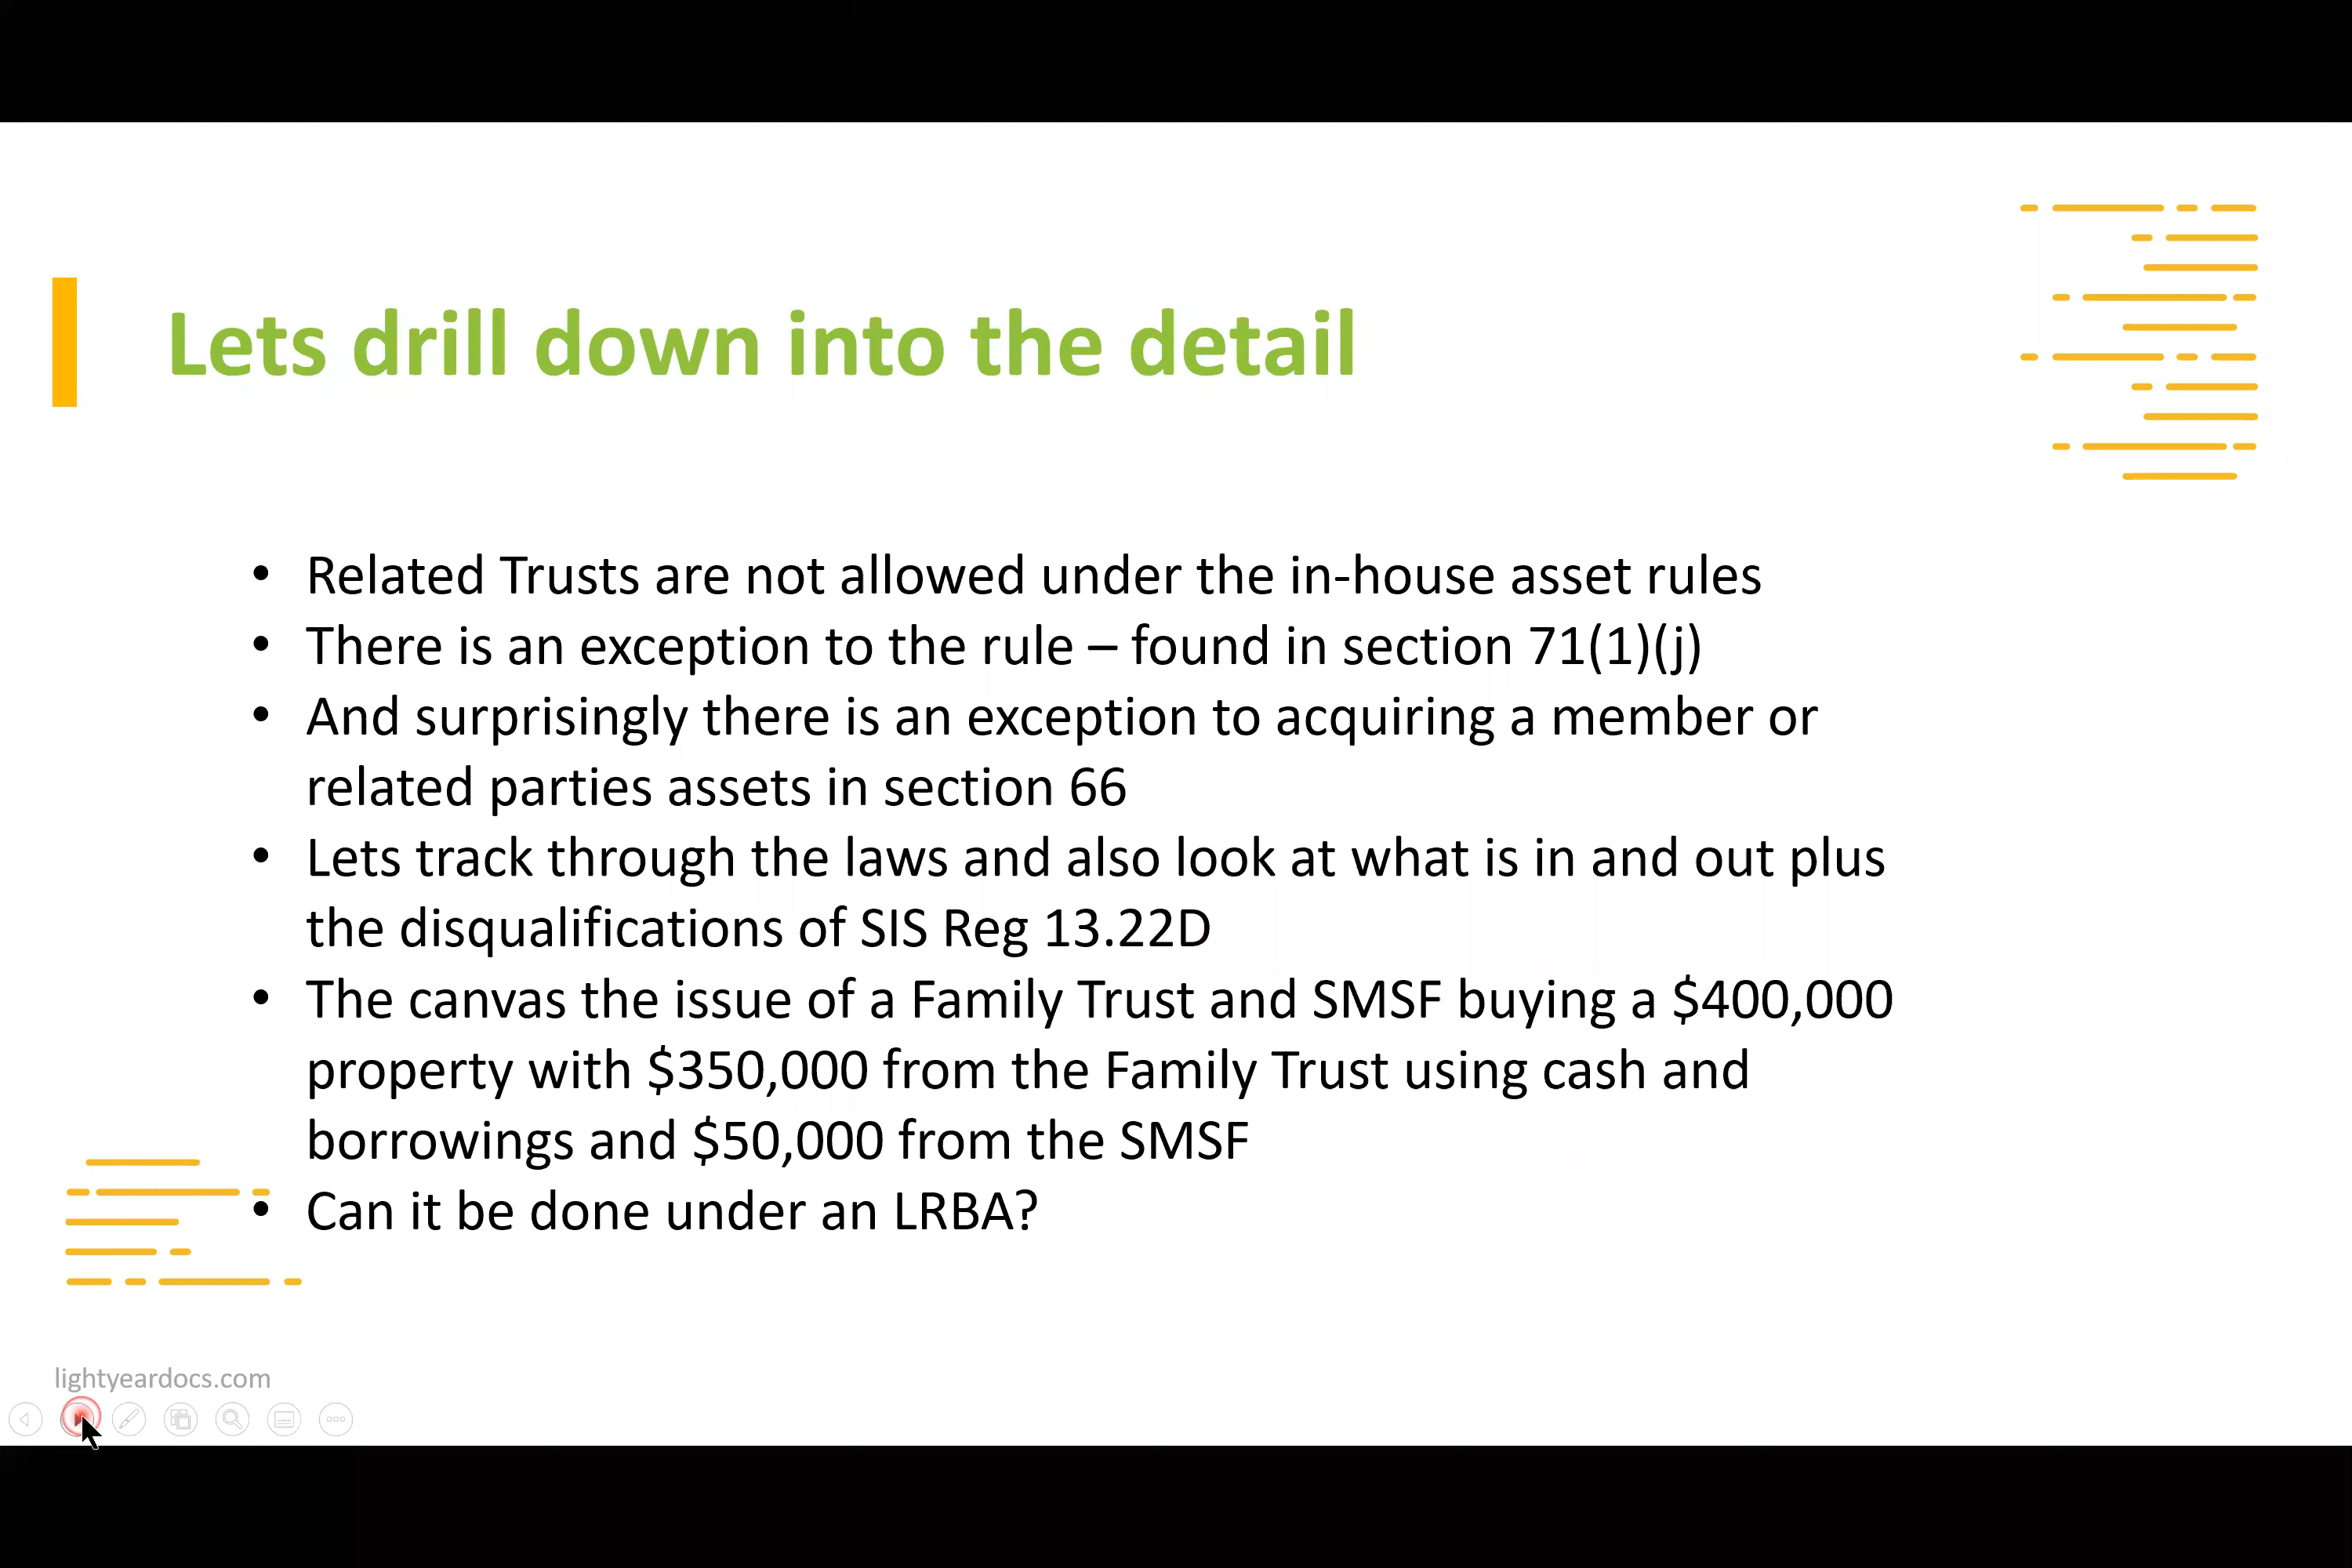 Lets drill down into the detail
• Related Trusts are not allowed under the in-house asset rules
• There is an exception to the rule – found in section 71(1)(j)
• And surprisingly there is an exception to acquiring a member or
related parties assets in section 66
• Lets track through the laws and also look at what is in and out plus
the disqualifications of SIS Reg 13.22D
• The canvas the issue of a Family Trust and SMSF buying a $400,000
property with $350,000 from the Family Trust using cash and
borrowings and $50,000 from the SMSF
• Can it be done under an LRBA?
lightyeardocs.com